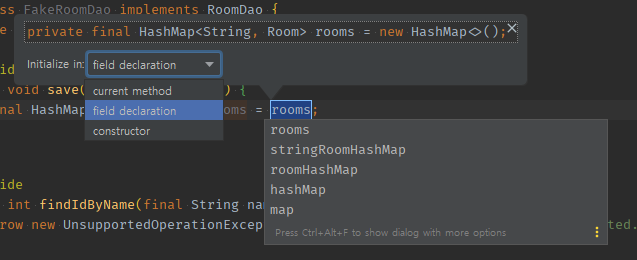 ss FakeRoomDao implements RoomDao {
private final HashMap<String, Room> rooms = new HashMap<>();
Initialize in: field declaration
void save( ) {
current method
field declaration
constructor
nal HashMap oms = rooms;
rooms
stringRoomHashMap
roomHashMap
hashMap
map
Press Ctrl+Alt+F to show dialog with more options
ide
int findIdByName(final String na
row new UnsupportedOperationExcep ted.